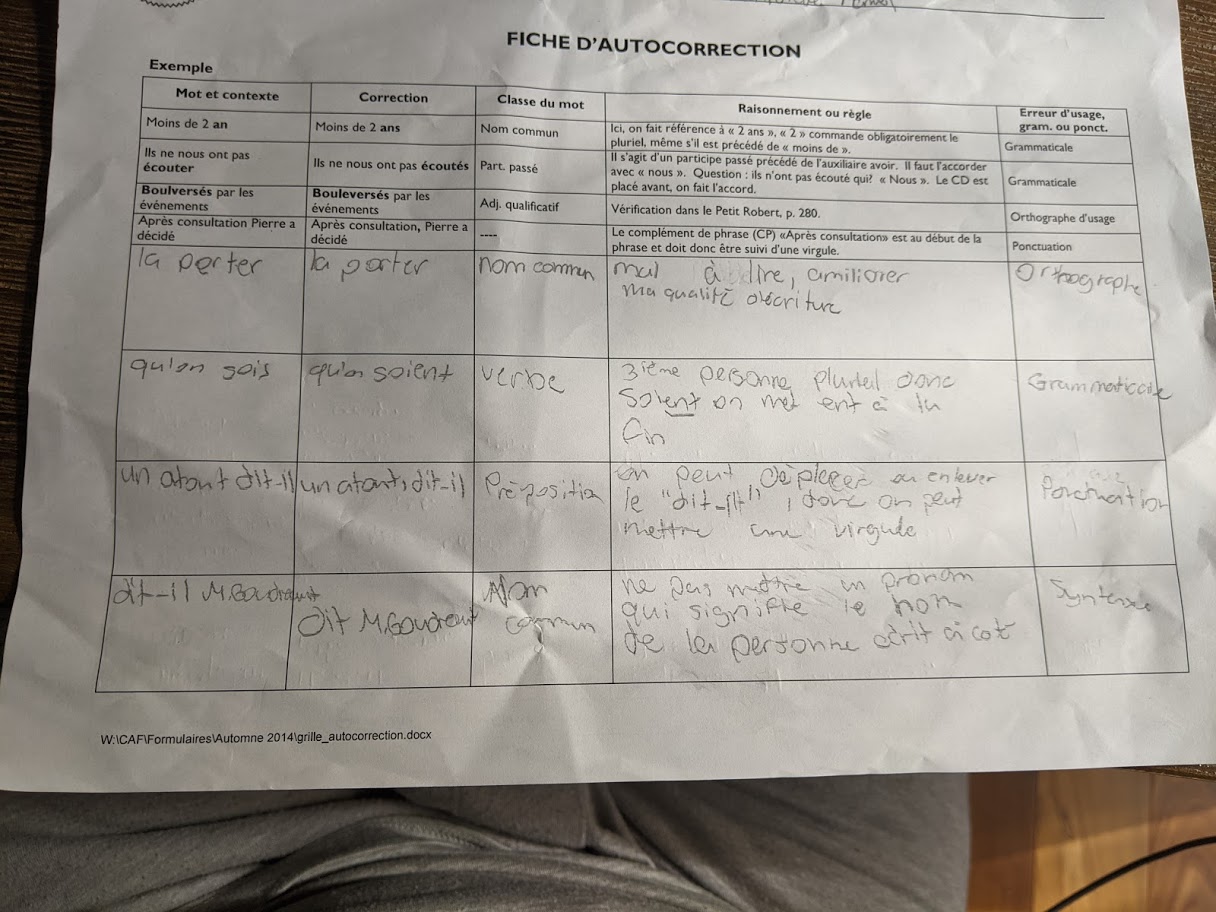 FICHE D'AUTOCORRECTION
Exemple
Mot et contexte
Correction
Classe du mot
Raisonnement ou règle
Erreur d'usage,
gram. ou ponct.
Moins de 2 an
Moins de 2 ans
Nom commun
Ici, on fait référence à « 2 ans », « 2 » commande obligatoirement le
pluriel, même s'il est précédé de « moins de ».
Grammaticale
Ils ne nous ont pas
écouter
Ils ne nous ont pas écoutés
Part. passé
Il s'agit d'un participe passé précédé de l'auxiliaire avoir. Il faut l'accorder
avec « nous ». Question : ils n'ont pas écouté qui? « Nous ». Le CD est
placé avant, on fait l'accord.
Grammaticale
Boulversés par les
événements
Bouleversés par les
événements
Adj. qualificatif
Vérification dans le Petit Robert, p. 280.
Orthographe d'usage
Après consultation Pierre a
décidé
Après consultation, Pierre a
décidé
----
Le complément de phrase (CP) «Après consultation» est au début de la
phrase et doit donc être suivi d'une virgule.
Ponctuation
la perter
la porter
nom commun
mal à lire, amiliorer
ma qualité d'écriture
Orthographe
qu'on sois
qu'on soient
verbe
3ième personne plurieil donc
soient on met ent à la
fin
Grammaticale
un atout dit-il
un atout, dit-il
Préposition
on peut déplacer ou enlever
le "dit-il", donc on peut
mettre une virgule
Ponctuation
dit-il M.Goudreaut
dit M.Goudreaut
Nom
commun
ne pas mettre un pronom
qui signifie le nom
de la personne écrit à coté
Syntaxe
W:\CAF\Formulaires\Automne 2014\grille_autocorrection.docx